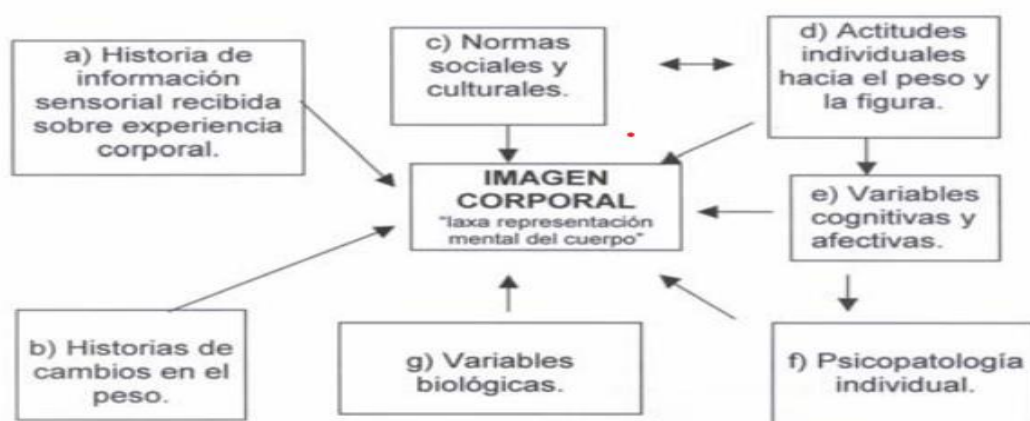 a) Historia de
información
sensorial recibida
sobre experiencia
corporal.
c) Normas
sociales y
culturales.
d) Actitudes
individuales
hacia el peso y
la figura.
IMAGEN
CORPORAL
"laxa representación
mental del cuerpo"
e) Variables
cognitivas y
afectivas.
b) Historias de
cambios en el
peso.
g) Variables
biológicas.
f) Psicopatología
individual.